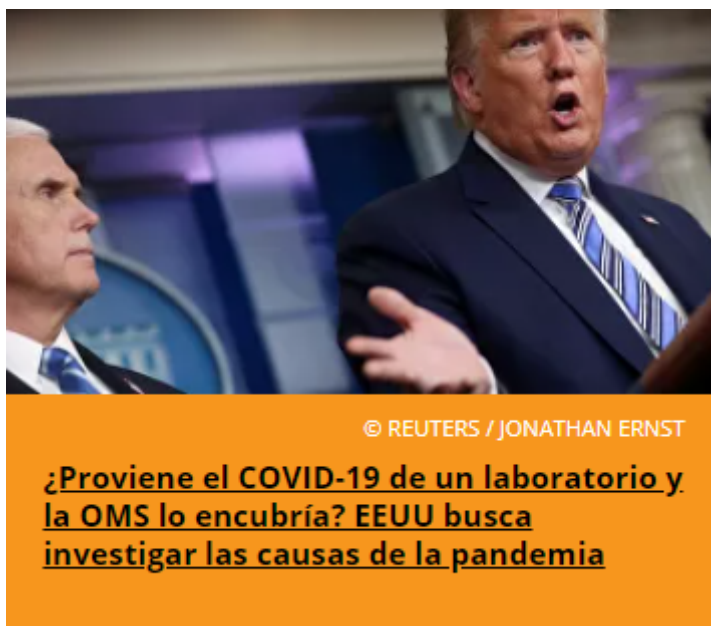 © REUTERS / JONATHAN ERNST
¿Proviene el COVID-19 de un laboratorio y
la OMS lo encubría? EEUU busca
investigar las causas de la pandemia